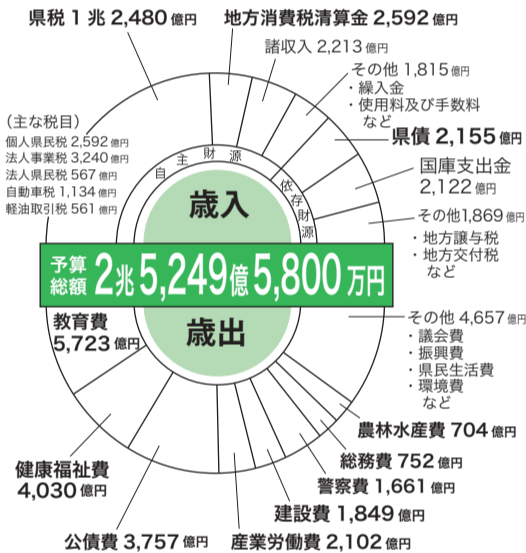 県税 1 兆 2,480 億円
地方消費税清算金 2,592 億円
諸収入 2,213 億円
その他 1,815 億円
・繰入金
・使用料及び手数料
など
県債 2,155 億円
国庫支出金
2,122 億円
その他1,869 億円
・地方譲与税
・地方交付税
など
(主な税目)
個人県民税 2,592 億円
法人事業税 3,240 億円
法人県民税 567 億円
自動車税 1,134 億円
軽油取引税 561 億円
自主財源
依存財源
歳入
予算
総額
2兆5,249億5,800万円
歳出
教育費
5,723 億円
その他 4,657 億円
・議会費
・振興費
・県民生活費
・環境費
など
農林水産費 704 億円
総務費 752 億円
警察費 1,661 億円
建設費 1,849 億円
産業労働費 2,102 億円
公債費 3,757 億円
健康福祉費
4,030 億円